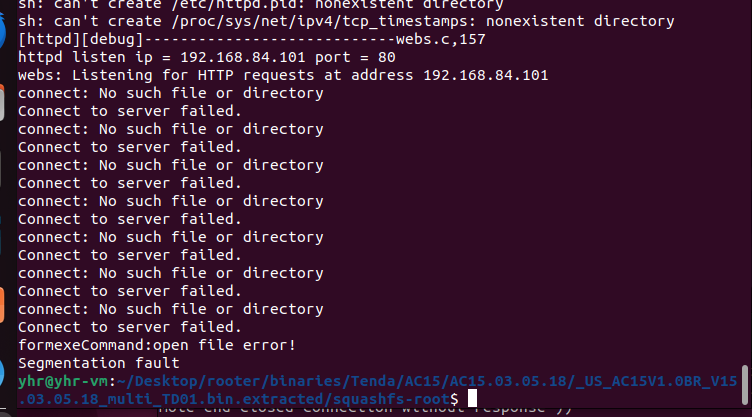 sh: can't create /etc/httpd.pid: nonexistent directory
sh: can't create /proc/sys/net/ipv4/tcp_timestamps: nonexistent directory
[httpd][debug]----------------------------webs.c,157
httpd listen ip = 192.168.84.101 port = 80
webs: Listening for HTTP requests at address 192.168.84.101
connect: No such file or directory
Connect to server failed.
connect: No such file or directory
Connect to server failed.
connect: No such file or directory
Connect to server failed.
connect: No such file or directory
Connect to server failed.
connect: No such file or directory
Connect to server failed.
connect: No such file or directory
Connect to server failed.
connect: No such file or directory
Connect to server failed.
formexeCommand:open file error!
Segmentation fault
yhr@yhr-vm:~/Desktop/rooter/binaries/Tenda/AC15/AC15.03.05.18/_US_AC15V1.0BR_V15
.03.05.18_multi_TD01.bin.extracted/squashfs-root$
mote end closed connection without response'))